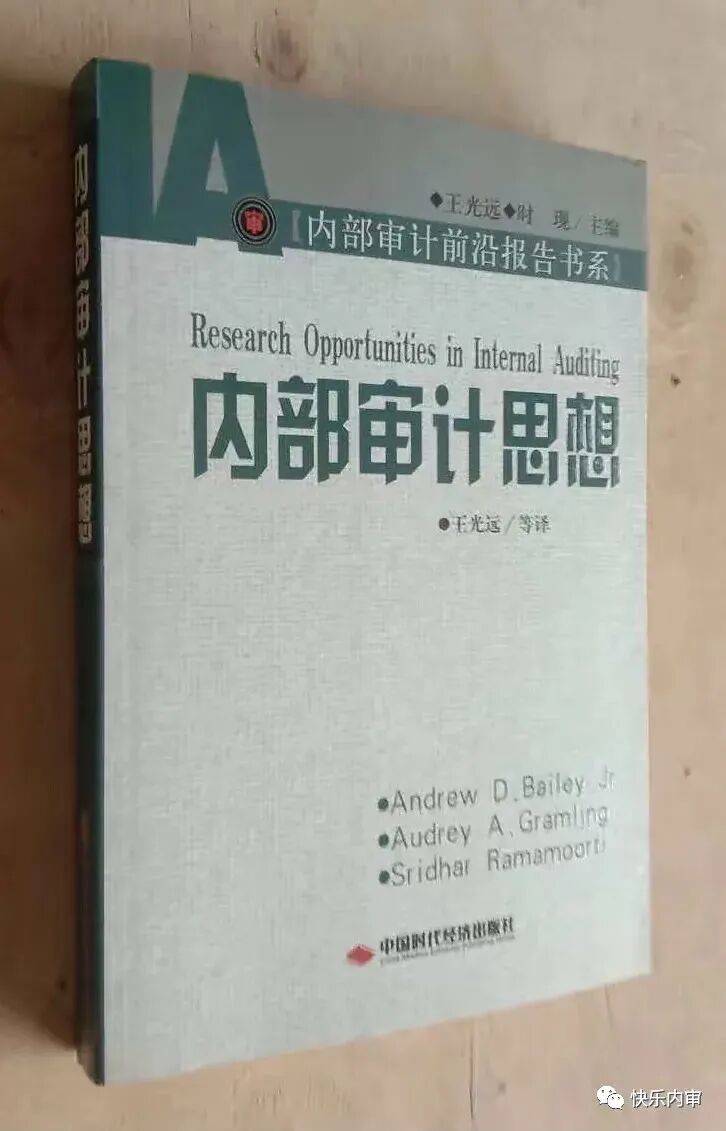 IA
审
◆王光远◆时 现/主编
【内部审计前沿报告书系】
Research Opportunities in Internal Auditing
内部审计思想
●王光远/等译
●Andrew D. Bailey Jr
●Audrey A. Gramling
●Sridhar Ramamoorti
中国时代经济出版社
内部审计思想
快乐内审